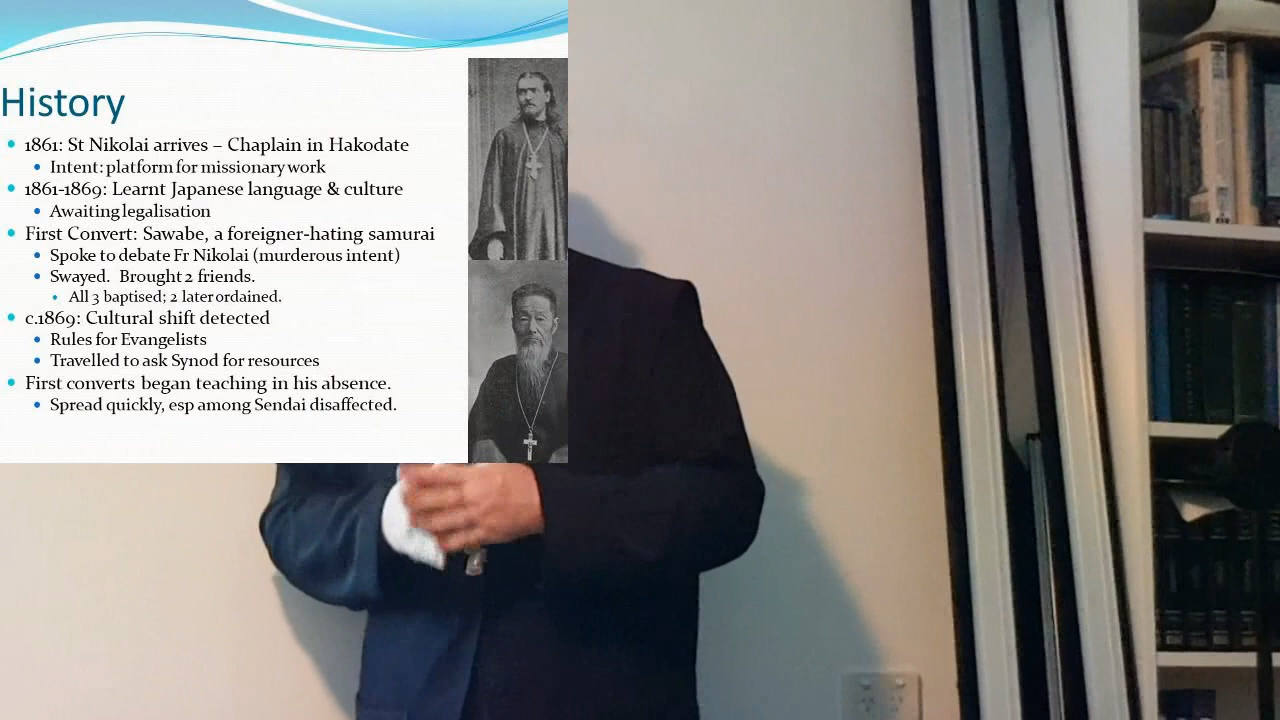 History
1861: St Nikolai arrives – Chaplain in Hakodate
Intent: platform for missionary work
1861-1869: Learnt Japanese language & culture
Awaiting legalisation
First Convert: Sawabe, a foreigner-hating samurai
Spoke to debate Fr Nikolai (murderous intent)
Swayed.  Brought 2 friends.
All 3 baptised; 2 later ordained.
c.1869: Cultural shift detected
Rules for Evangelists
Travelled to ask Synod for resources
First converts began teaching in his absence.
Spread quickly, esp among Sendai disaffected.